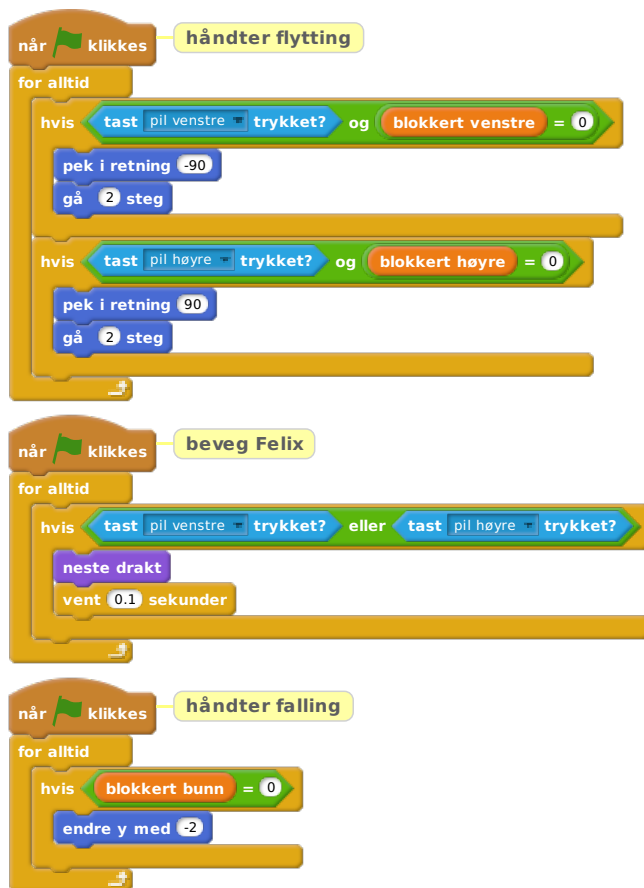 når klikkes håndter flytting
for alltid
hvis tast pil venstre trykket? og blokkert venstre = 0
pek i retning -90
gå 2 steg
hvis tast pil høyre trykket? og blokkert høyre = 0
pek i retning 90
gå 2 steg
når klikkes beveg Felix
for alltid
hvis tast pil venstre trykket? eller tast pil høyre trykket?
neste drakt
vent 0.1 sekunder
når klikkes håndter falling
for alltid
hvis blokkert bunn = 0
endre y med -2